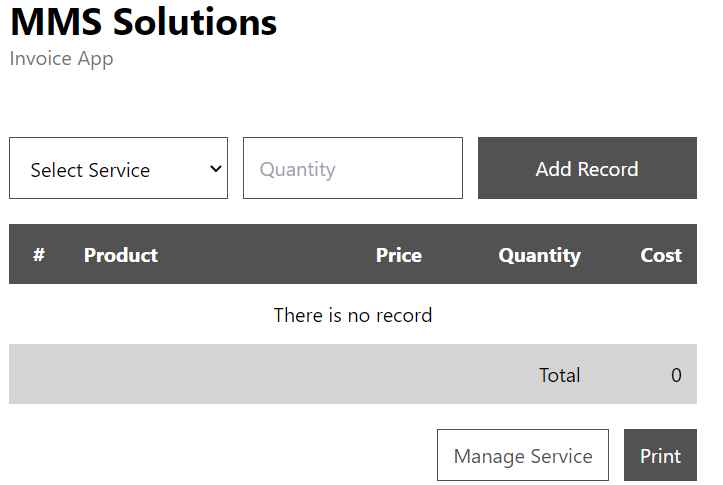 MMS Solutions
Invoice App
Select Service Quantity Add Record
# Product Price Quantity Cost
There is no record
Total 0
Manage Service Print